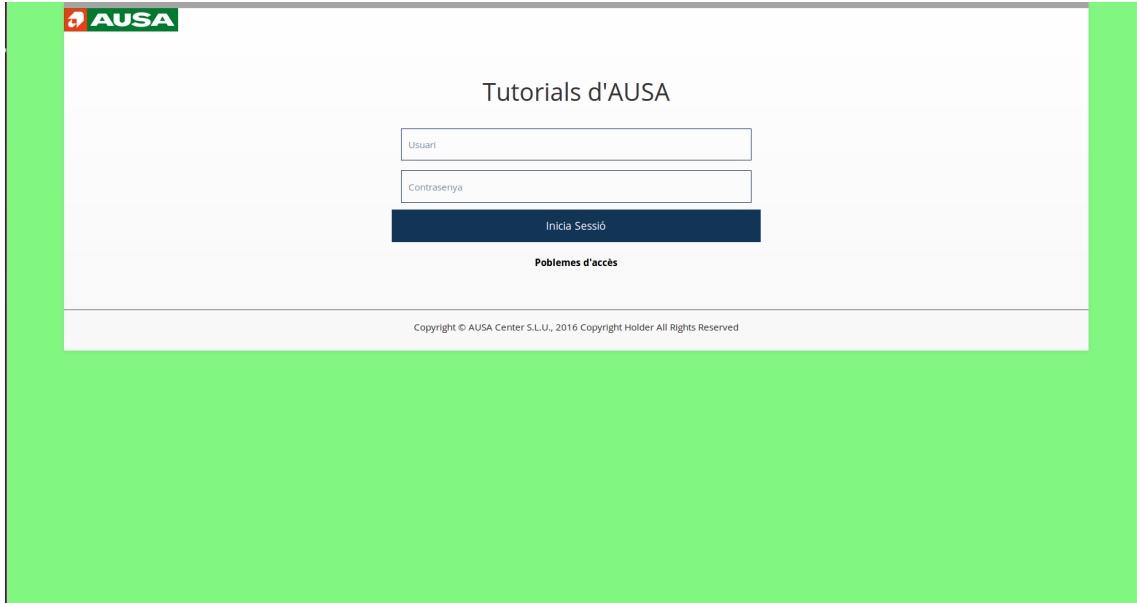 AUSA
Tutorials d'AUSA
Usuari
Contrasenya
Inicia Sessió
Poblemes d'accès
Copyright © AUSA Center S.L.U., 2016 Copyright Holder All Rights Reserved